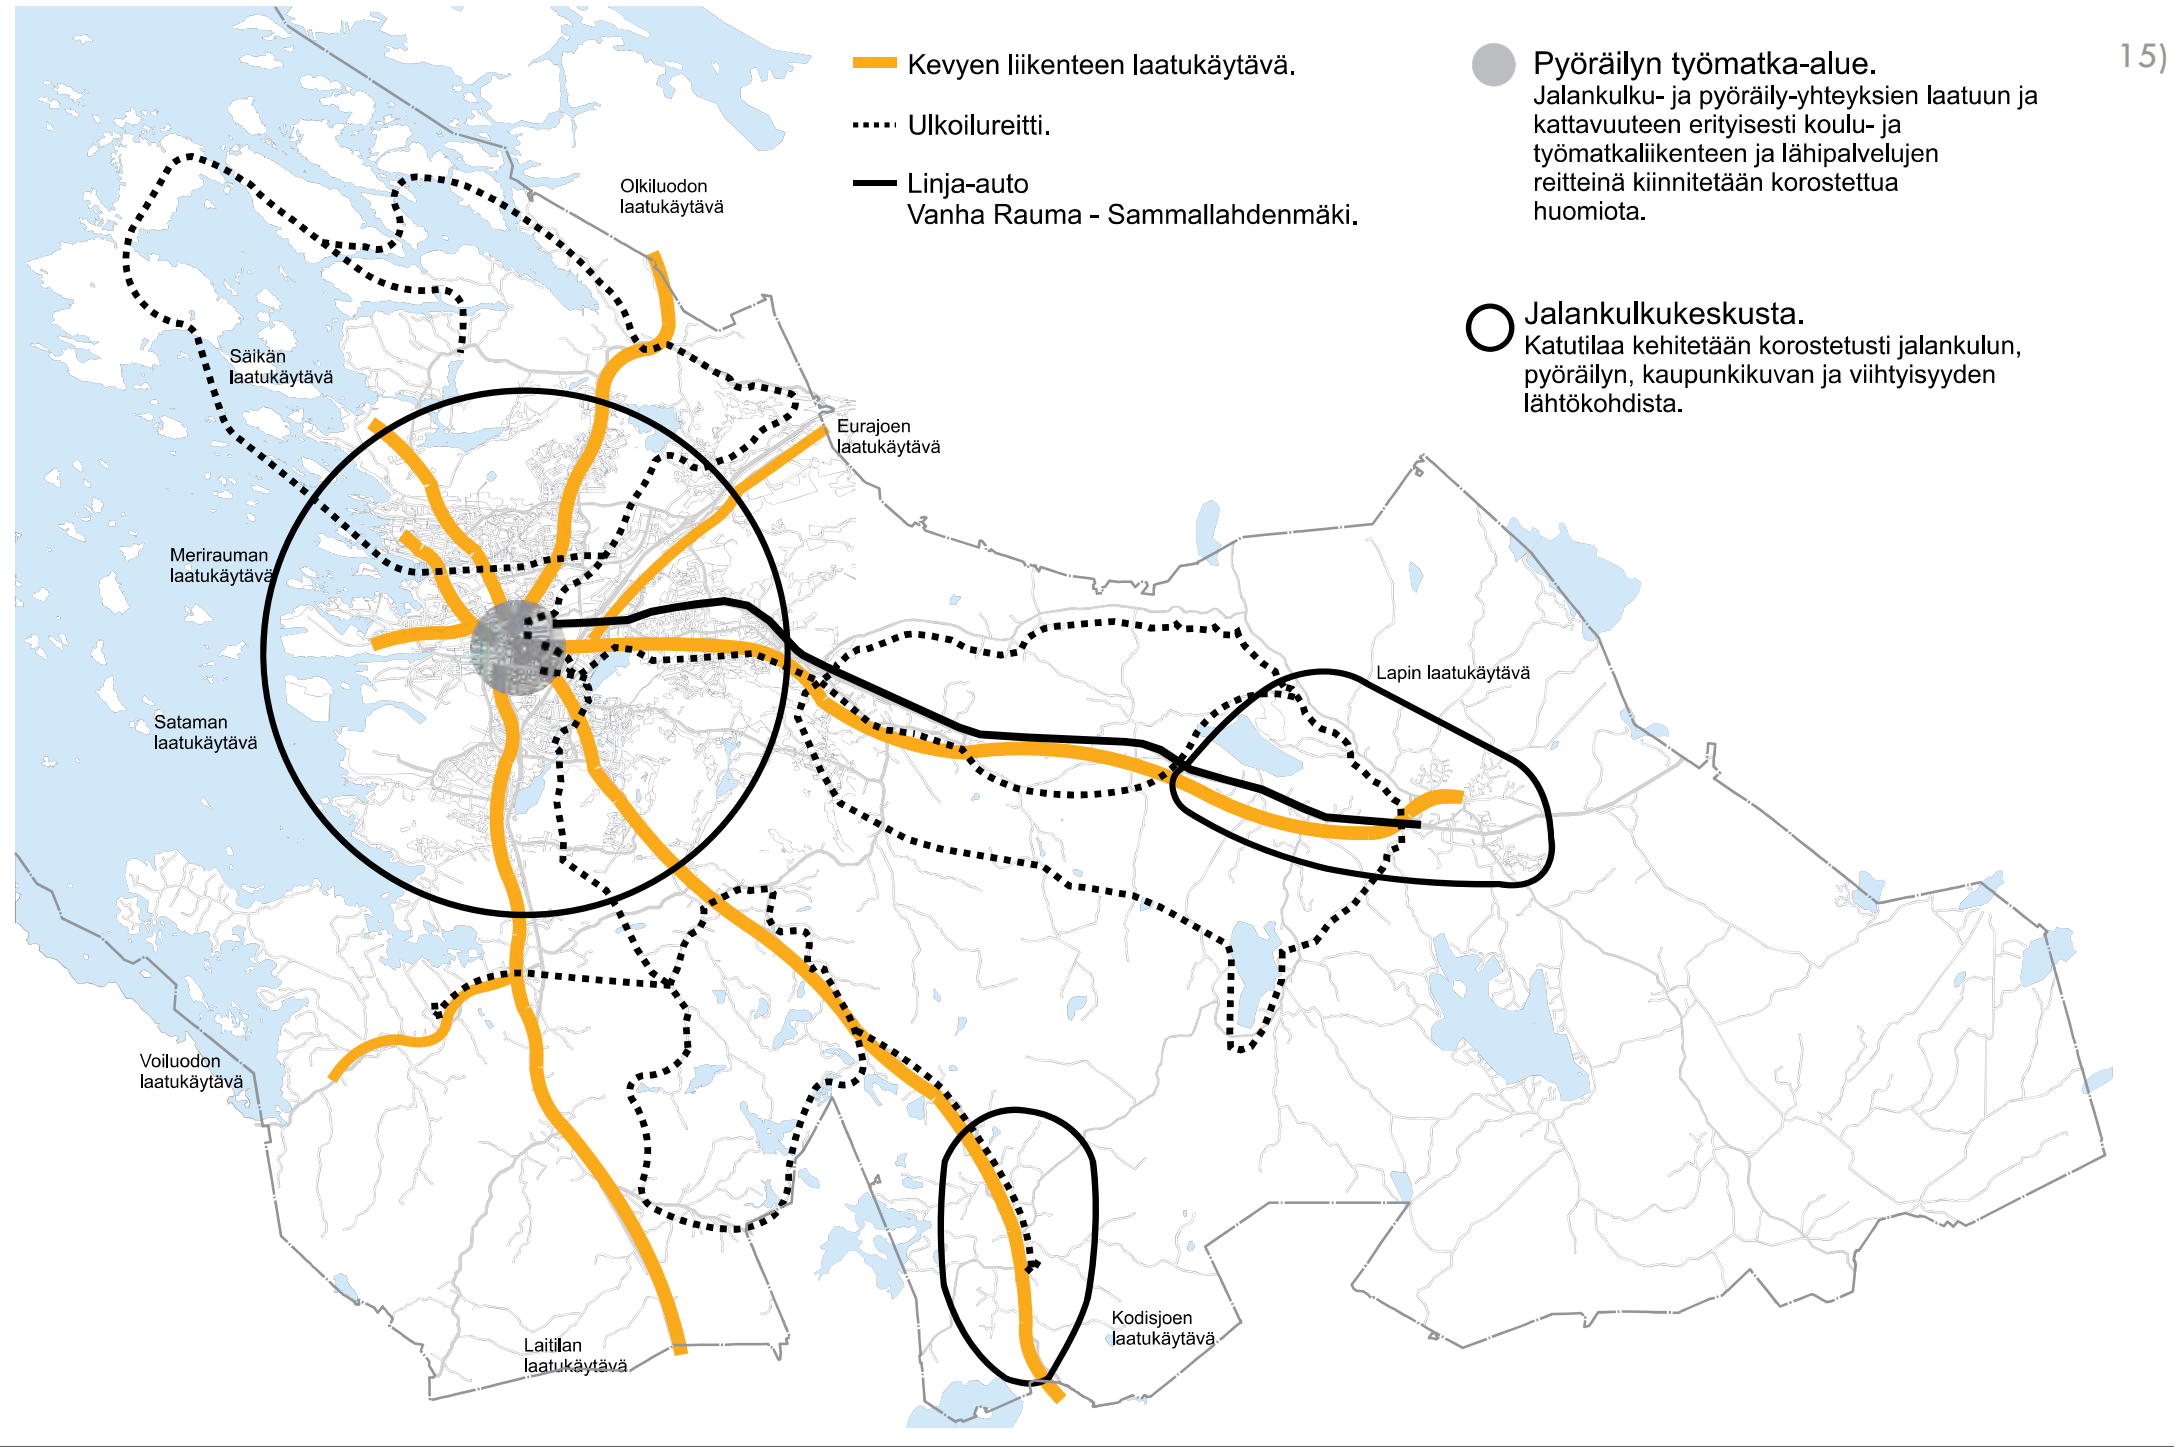 15)
Kevyen liikenteen laatukäytävä.
Ulkoilureitti.
Linja-auto
Vanha Rauma - Sammallahdenmäki.
Pyöräilyn työmatka-alue.
Jalankulku- ja pyöräily-yhteyksien laatuun ja
kattavuuteen erityisesti koulu- ja
työmatkaliikenteen ja lähipalvelujen
reitteinä kiinnitetään korostettua
huomiota.
Jalankulkukeskusta.
Katutilaa kehitetään korostetusti jalankulun,
pyöräilyn, kaupunkikuvan ja viihtyisyyden
lähtökohdista.
Olkiluodon
laatukäytävä
Säikän
laatukäytävä
Eurajoen
laatukäytävä
Merirauman
laatukäytävä
Lapin laatukäytävä
Sataman
laatukäytävä
Voiluodon
laatukäytävä
Kodisjoen
laatukäytävä
Laitilan
laatukäytävä